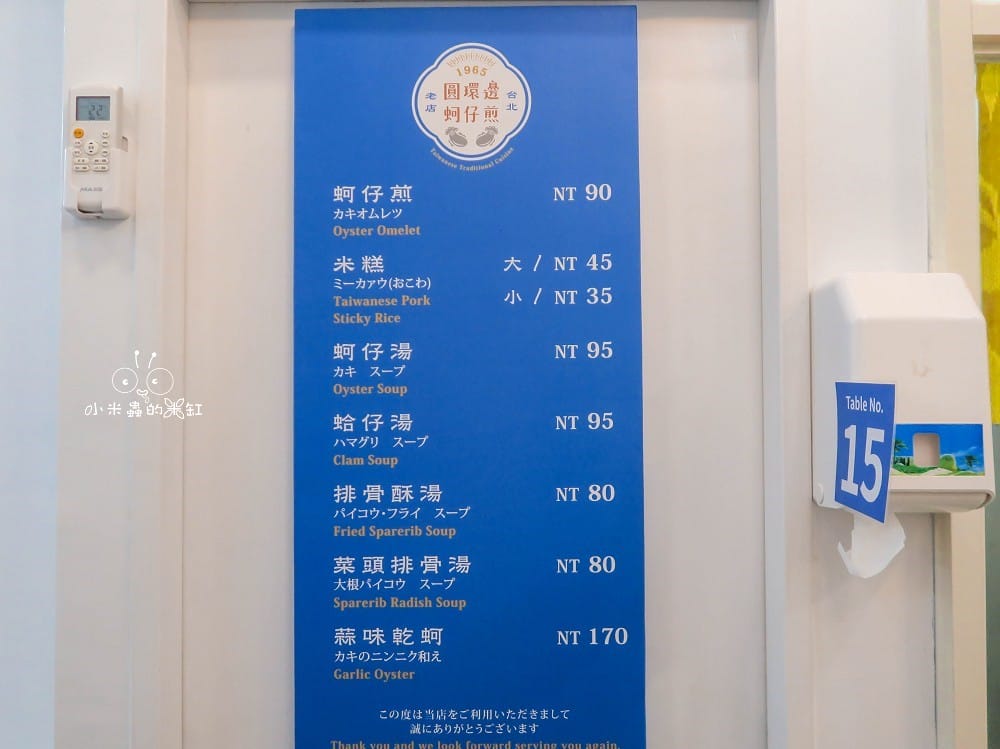 1965
老店
圓環邊
蚵仔煎
台北
Taiwanese Traditional Cuisine
蚵仔煎 NT 90
カキオムレツ
Oyster Omelet
米糕 大 / NT 45
ミーカァウ(おこわ)
Taiwanese Pork 小 / NT 35
Sticky Rice
蚵仔湯 NT 95
カキ スープ
Oyster Soup
蛤仔湯 NT 95
ハマグリ スープ
Clam Soup
排骨酥湯 NT 80
パイコウ・フライ スープ
Fried Sparerib Soup
菜頭排骨湯 NT 80
大根パイコウ スープ
Sparerib Radish Soup
蒜味乾蚵 NT 170
カキのニンニク和え
Garlic Oyster
この度は当店をご利用いただきまして
誠にありがとうございます
Thank you and we look forward serving you again.
小米蟲的米缸
Table No.
15